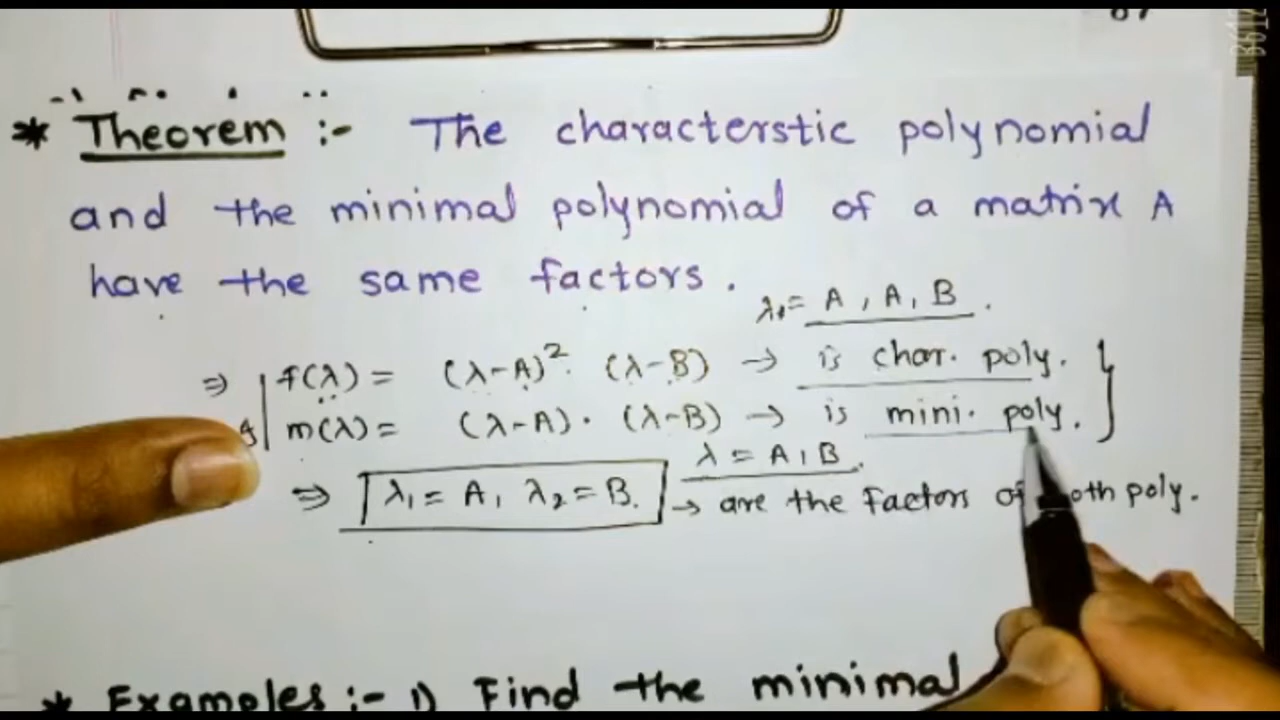 * Theorem :- The characterstic polynomial
and the minimal polynomial of a matrix A
have the same factors.
λ = A, A, B.
⇒ f(λ) = (λ-A)² (λ-B) → is char. poly.
m(λ) = (λ-A) · (λ-B) → is mini. poly.
λ = A, B.
⇒ λ₁ = A, λ₂ = B. → are the factors of both poly.
* Examples :- 1) Find the minimal